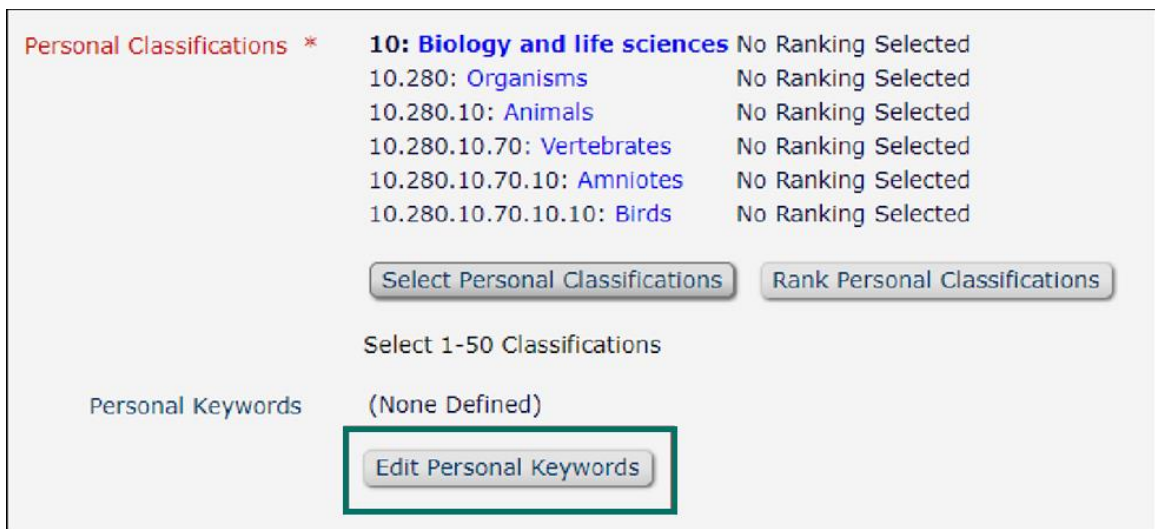 Personal Classifications * 10: Biology and life sciences No Ranking Selected
10.280: Organisms No Ranking Selected
10.280.10: Animals No Ranking Selected
10.280.10.70: Vertebrates No Ranking Selected
10.280.10.70.10: Amniotes No Ranking Selected
10.280.10.70.10.10: Birds No Ranking Selected
Select Personal Classifications Rank Personal Classifications
Select 1-50 Classifications
Personal Keywords (None Defined)
Edit Personal Keywords